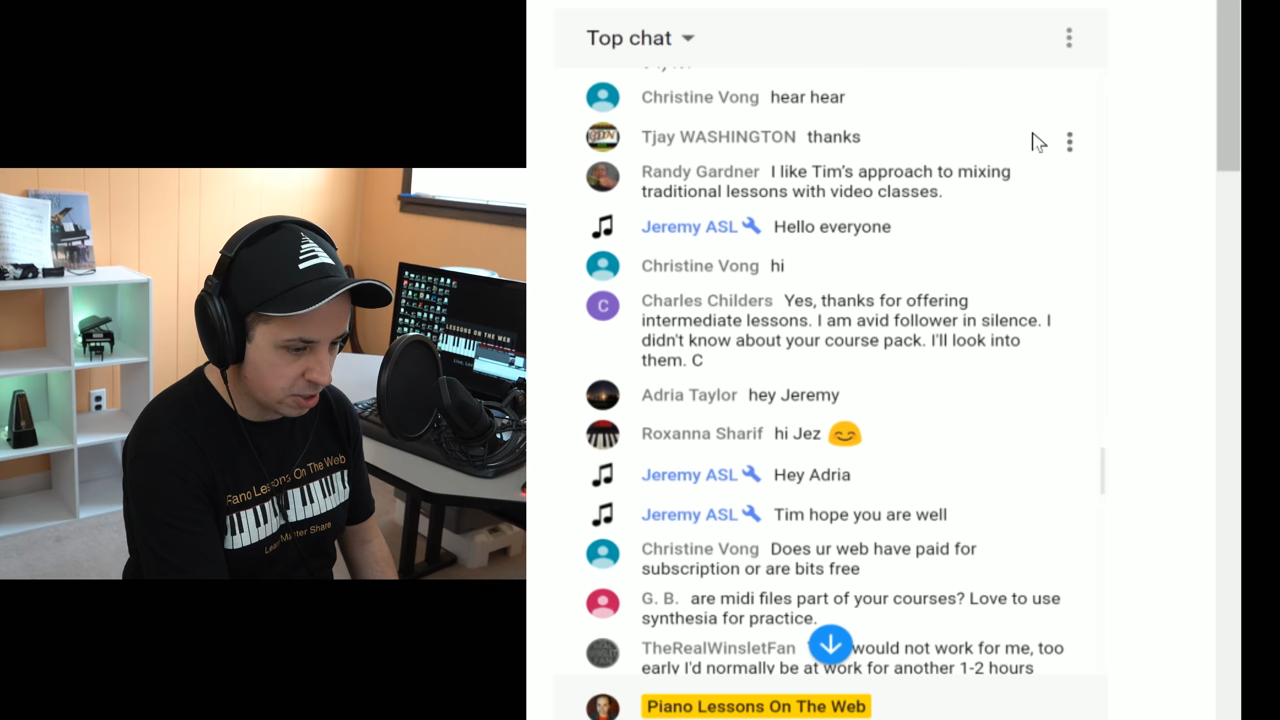 Top chat
Christine Vong hear hear
Tjay WASHINGTON thanks
Randy Gardner I like Tim's approach to mixing
traditional lessons with video classes.
Jeremy ASL Hello everyone
Christine Vong hi
C
Charles Childers Yes, thanks for offering
intermediate lessons. I am avid follower in silence. I
didn't know about your course pack. I'll look into
them. C
Adria Taylor hey Jeremy
Roxanna Sharif hi Jez 😊
Jeremy ASL Hey Adria
Jeremy ASL Tim hope you are well
Christine Vong Does ur web have paid for
subscription or are bits free
G. B. are midi files part of your courses? Love to use
synthesia for practice.
TheRealWinsletFan would not work for me, too
early I'd normally be at work for another 1-2 hours
Piano Lessons On The Web
LESSONS ON THE WEB
Piano Lessons On The Web
Learn Master Share